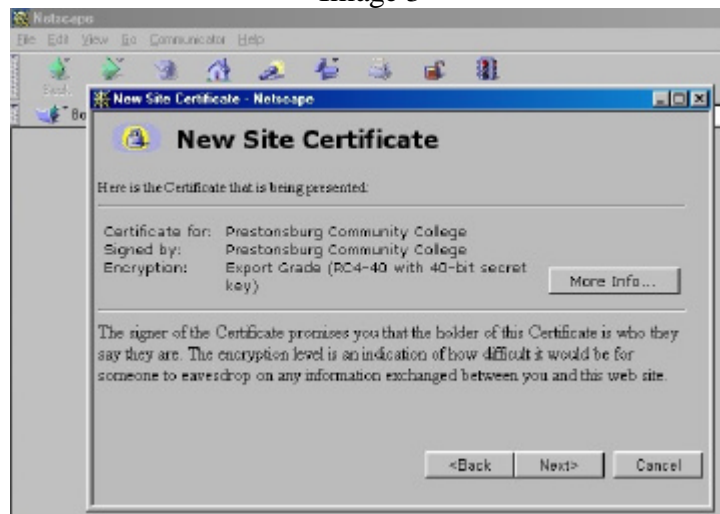 Netscape
File Edit View Go Communicator Help
Back
Bo
New Site Certificate - Netscape
New Site Certificate
Here is the Certificate that is being presented:
Certificate for: Prestonsburg Community College
Signed by: Prestonsburg Community College
Encryption: Export Grade (RC4-40 with 40-bit secret
key)
More Info...
The signer of the Certificate promises you that the holder of this Certificate is who they
say they are. The encryption level is an indication of how difficult it would be for
someone to eavesdrop on any information exchanged between you and this web site.
<Back Next> Cancel